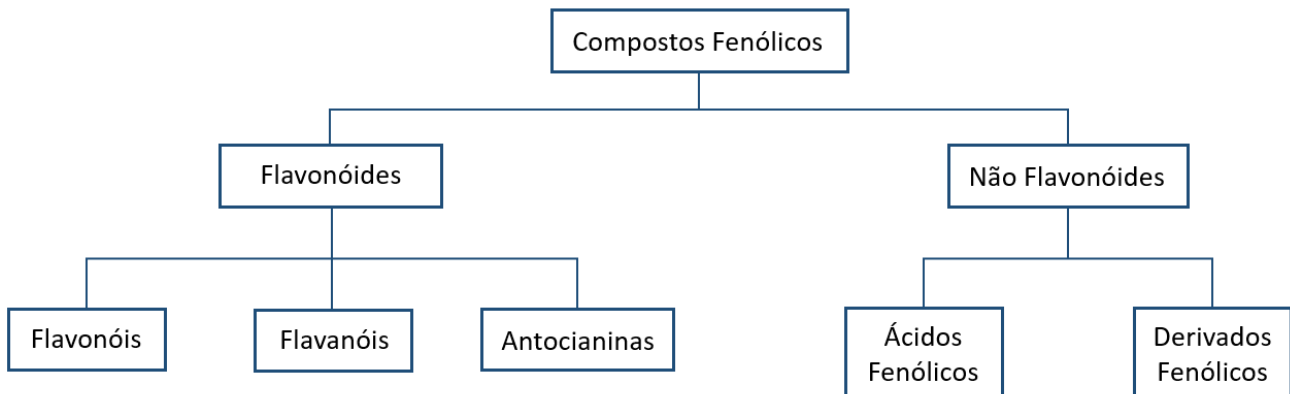 Compostos Fenólicos
Flavonóides
Não Flavonóides
Flavonóis
Flavanóis
Antocianinas
Ácidos
Fenólicos
Derivados
Fenólicos